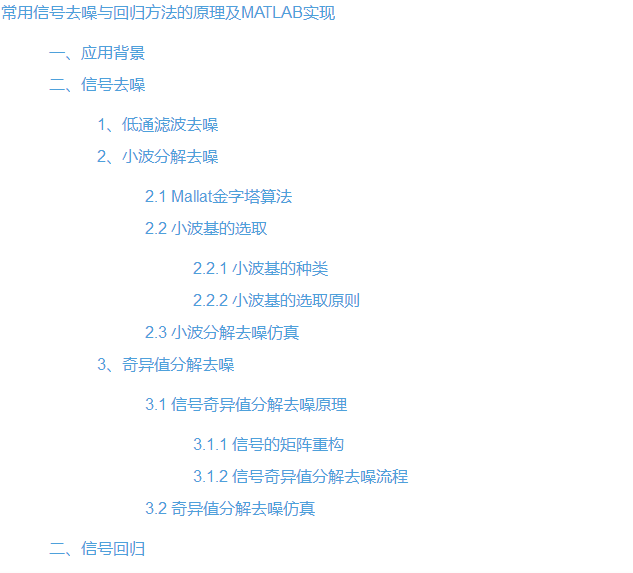 常用信号去噪与回归方法的原理及MATLAB实现
一、应用背景
二、信号去噪
1、低通滤波去噪
2、小波分解去噪
2.1 Mallat金字塔算法
2.2 小波基的选取
2.2.1 小波基的种类
2.2.2 小波基的选取原则
2.3 小波分解去噪仿真
3、奇异值分解去噪
3.1 信号奇异值分解去噪原理
3.1.1 信号的矩阵重构
3.1.2 信号奇异值分解去噪流程
3.2 奇异值分解去噪仿真
二、信号回归